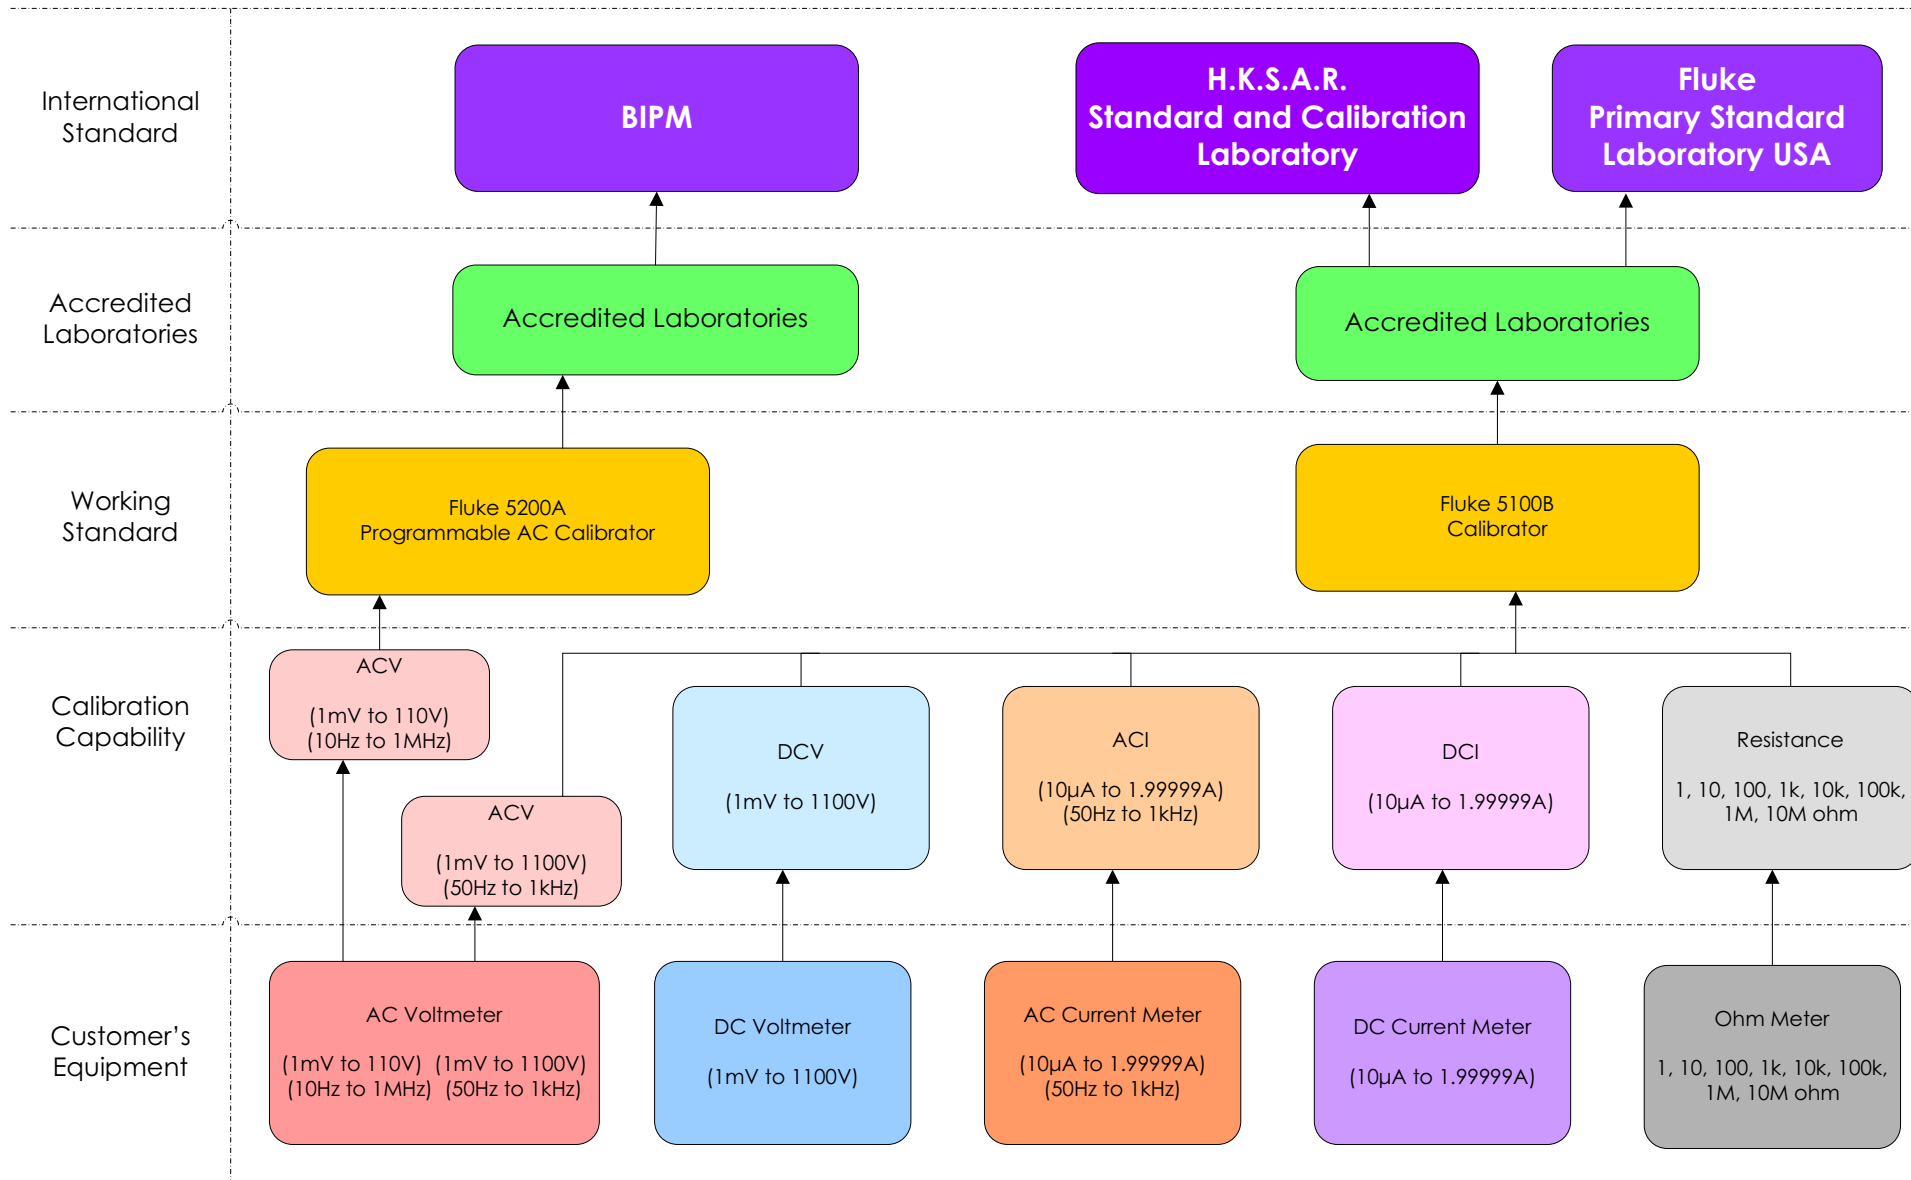 International
Standard
BIPM
H.K.S.A.R.
Standard and Calibration
Laboratory
Fluke
Primary Standard
Laboratory USA
Accredited
Laboratories
Accredited Laboratories
Accredited Laboratories
Working
Standard
Fluke 5200A
Programmable AC Calibrator
Fluke 5100B
Calibrator
Calibration
Capability
ACV
(1mV to 110V)
(10Hz to 1MHz)
ACV
(1mV to 1100V)
(50Hz to 1kHz)
DCV
(1mV to 1100V)
ACI
(10µA to 1.99999A)
(50Hz to 1kHz)
DCI
(10µA to 1.99999A)
Resistance
1, 10, 100, 1k, 10k, 100k,
1M, 10M ohm
Customer’s
Equipment
AC Voltmeter
(1mV to 110V) (1mV to 1100V)
(10Hz to 1MHz) (50Hz to 1kHz)
DC Voltmeter
(1mV to 1100V)
AC Current Meter
(10µA to 1.99999A)
(50Hz to 1kHz)
DC Current Meter
(10µA to 1.99999A)
Ohm Meter
1, 10, 100, 1k, 10k, 100k,
1M, 10M ohm